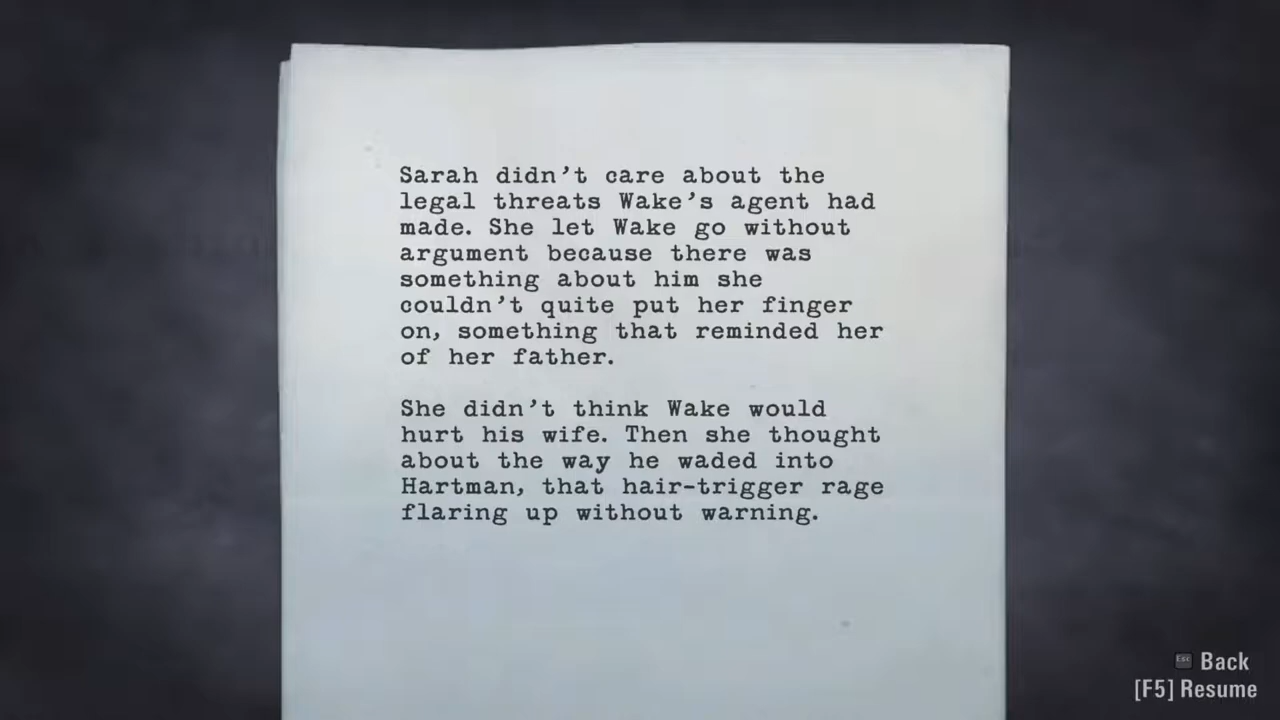 Sarah didn’t care about the
legal threats Wake’s agent had
made. She let Wake go without
argument because there was
something about him she
couldn’t quite put her finger
on, something that reminded her
of her father.
She didn’t think Wake would
hurt his wife. Then she thought
about the way he waded into
Hartman, that hair-trigger rage
flaring up without warning.
Esc Back
[F5] Resume